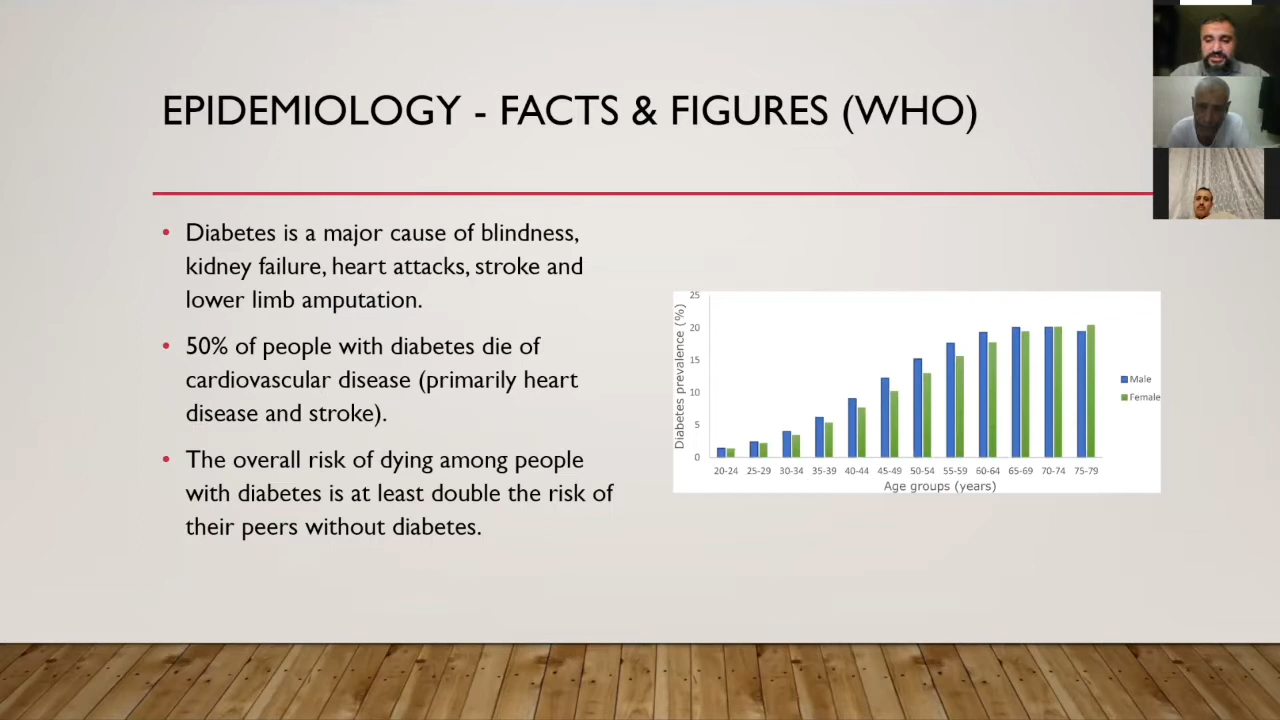 EPIDEMIOLOGY - FACTS & FIGURES (WHO)
• Diabetes is a major cause of blindness,
kidney failure, heart attacks, stroke and
lower limb amputation.
• 50% of people with diabetes die of
cardiovascular disease (primarily heart
disease and stroke).
• The overall risk of dying among people
with diabetes is at least double the risk of
their peers without diabetes.
Diabetes prevalence (%)
25
20
15
10
5
0
20-24 25-29 30-34 35-39 40-44 45-49 50-54 55-59 60-64 65-69 70-74 75-79
Age groups (years)
Male
Female